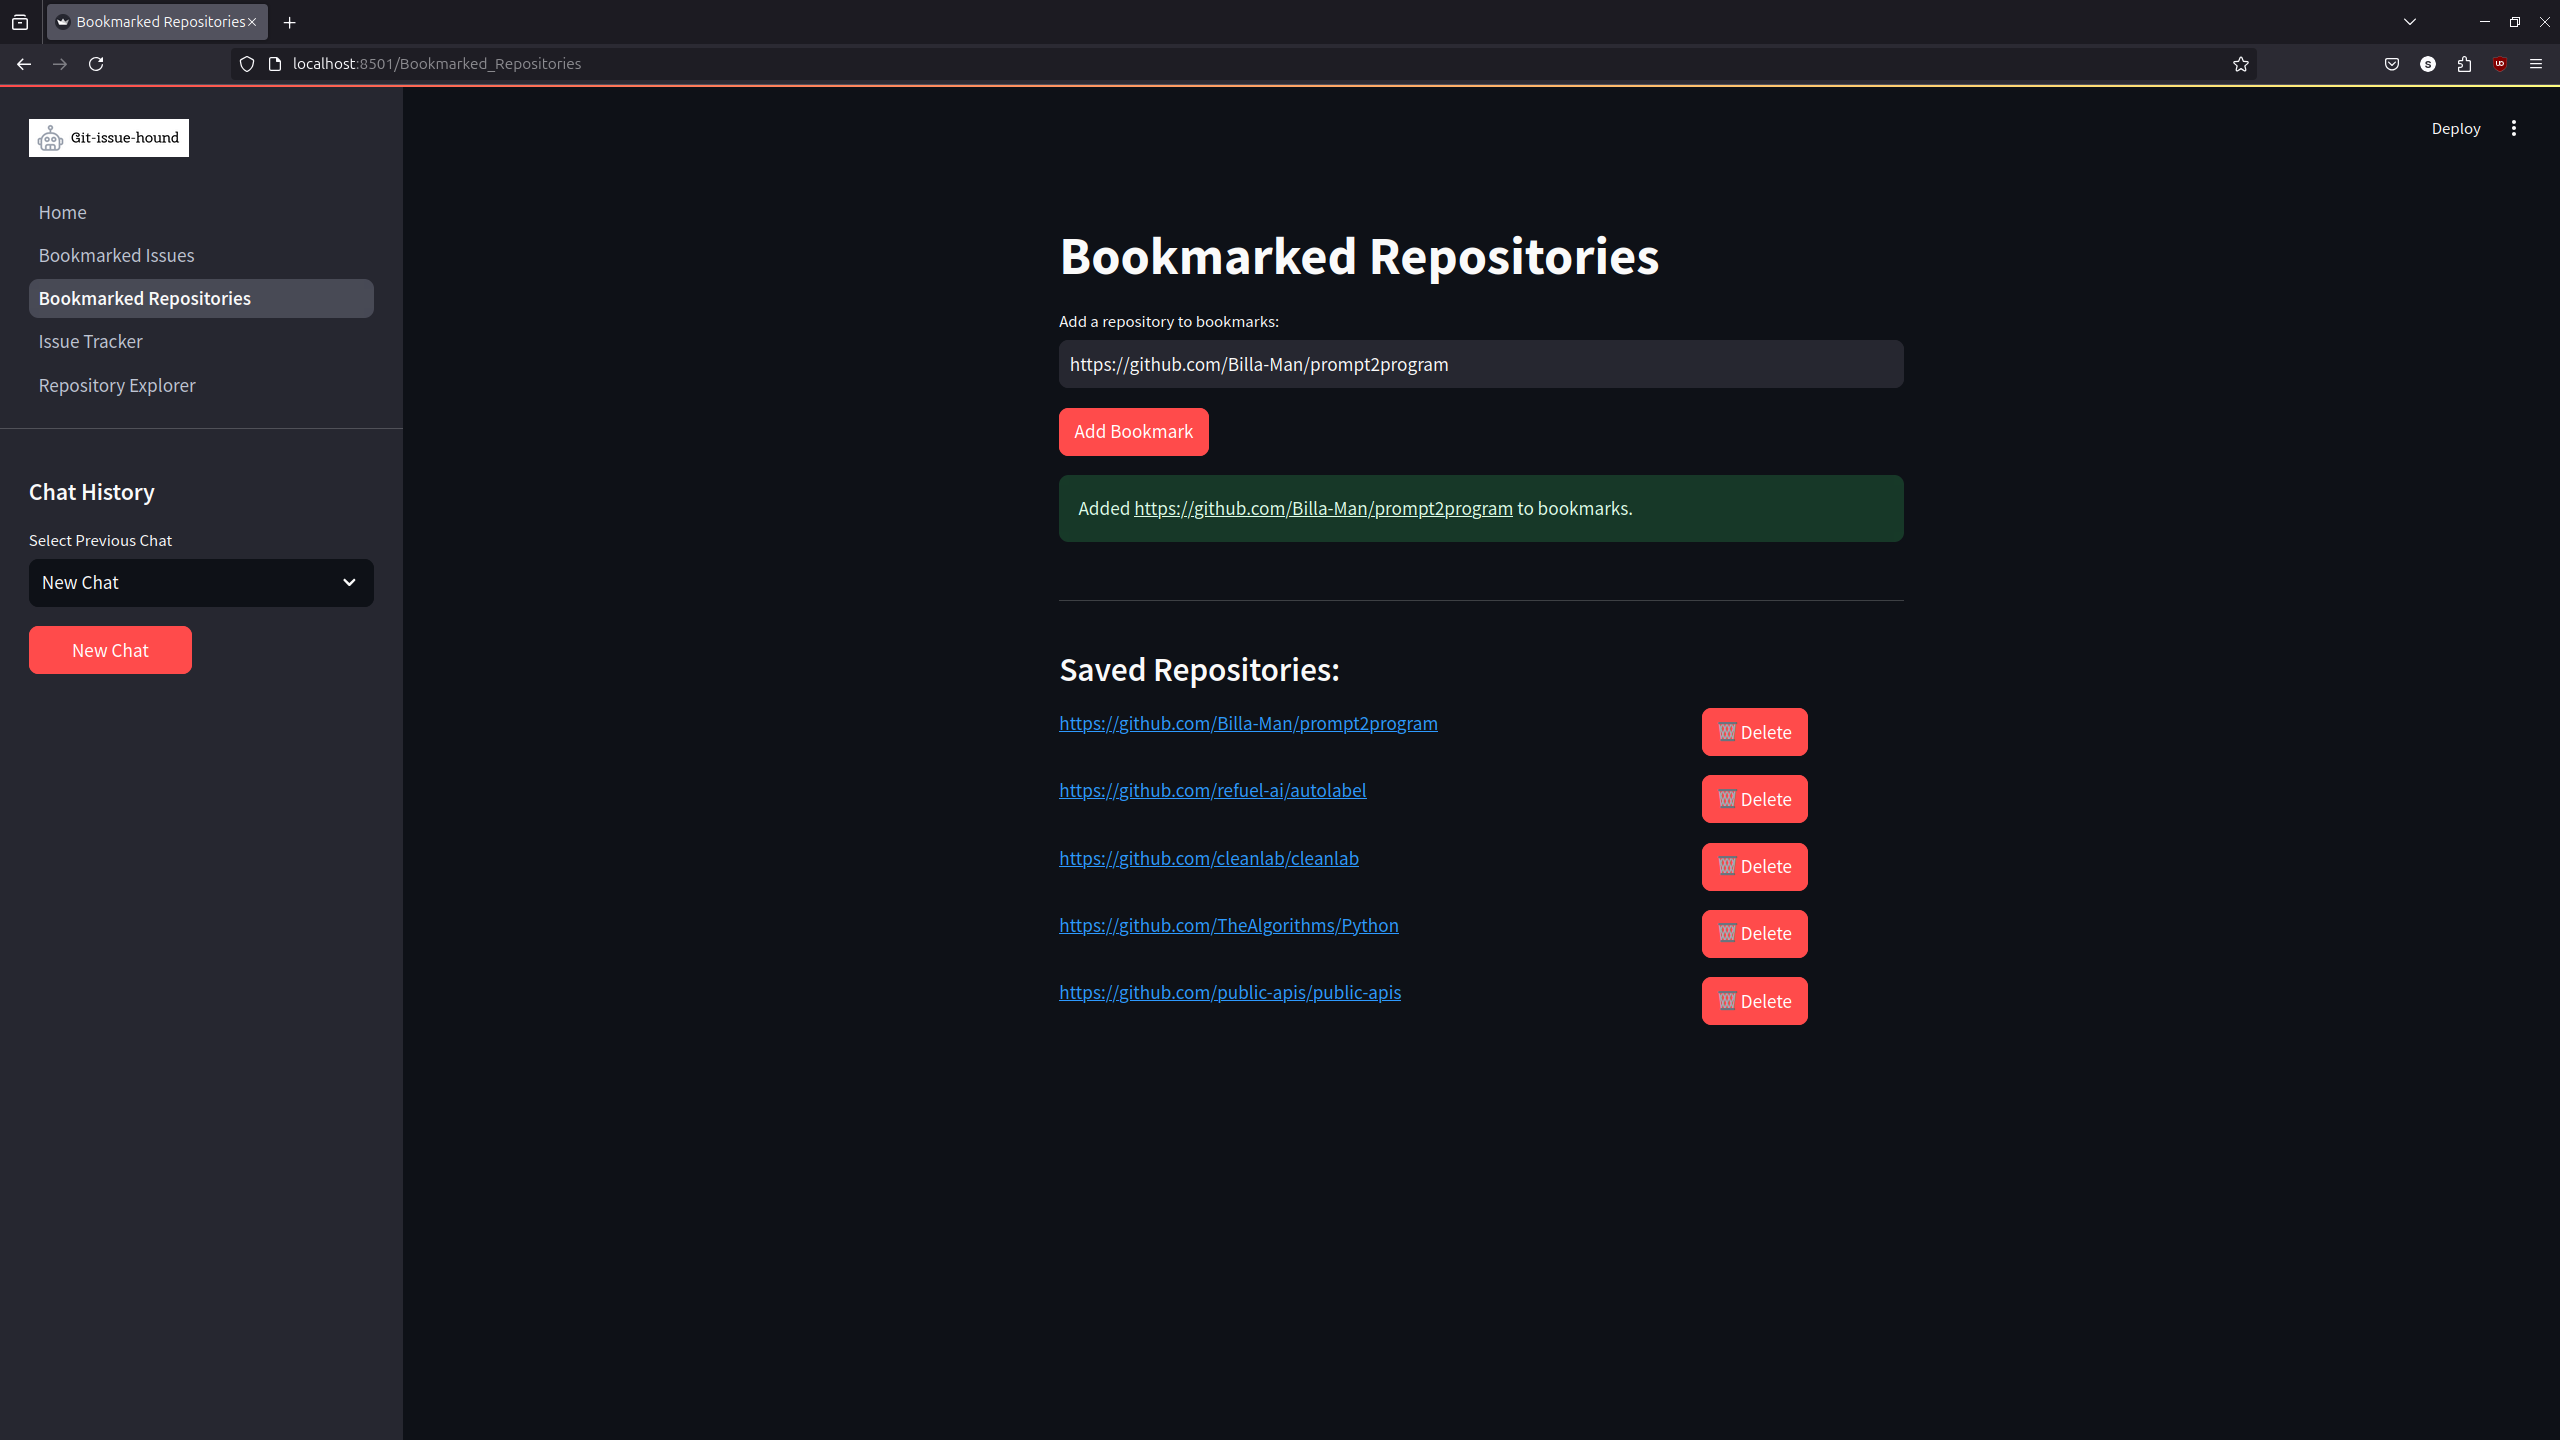 Bookmarked Repositories
localhost:8501/Bookmarked_Repositories
S
Git-issue-hound
Deploy
Home
Bookmarked Issues
Bookmarked Repositories
Issue Tracker
Repository Explorer
Chat History
Select Previous Chat
New Chat
New Chat
Bookmarked Repositories
Add a repository to bookmarks:
https://github.com/Billa-Man/prompt2program
Add Bookmark
Added https://github.com/Billa-Man/prompt2program to bookmarks.
Saved Repositories:
https://github.com/Billa-Man/prompt2program Delete
https://github.com/refuel-ai/autolabel Delete
https://github.com/cleanlab/cleanlab Delete
https://github.com/TheAlgorithms/Python Delete
https://github.com/public-apis/public-apis Delete